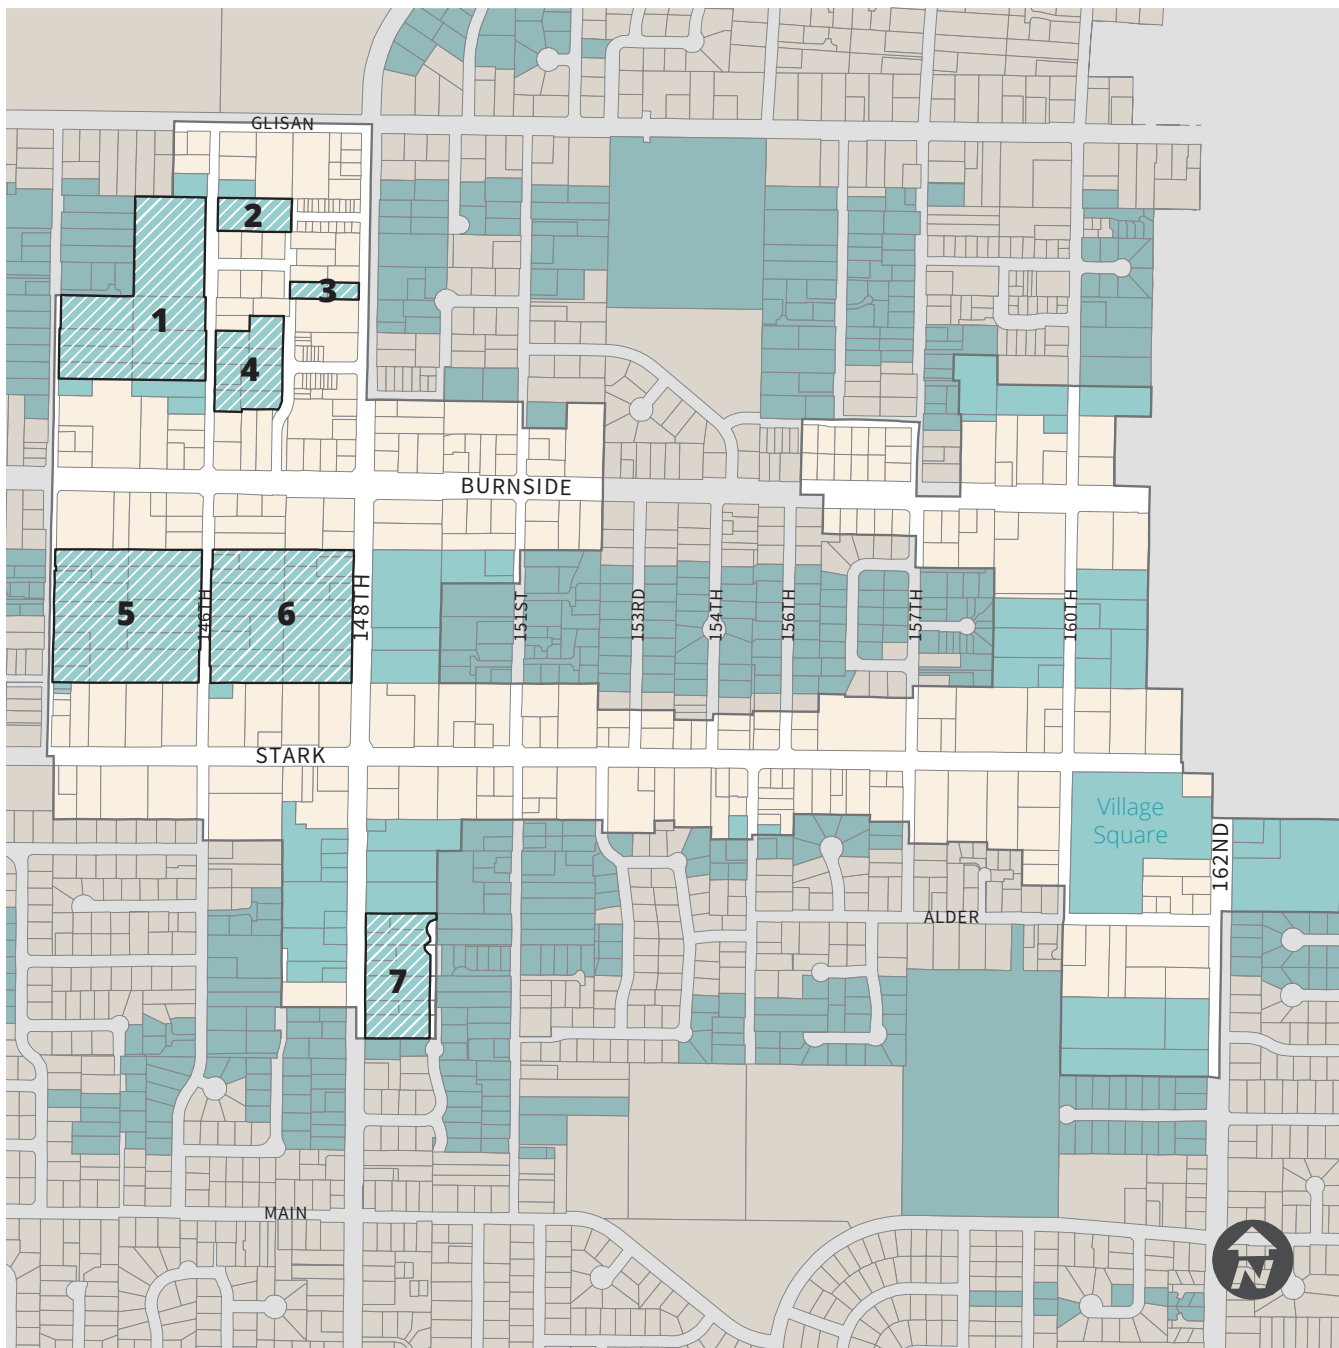 GLISAN
2
3
1
4
BURNSIDE
5
146TH
6
148TH
151ST
153RD
154TH
156TH
157TH
160TH
STARK
Village
Square
162ND
ALDER
7
MAIN
N